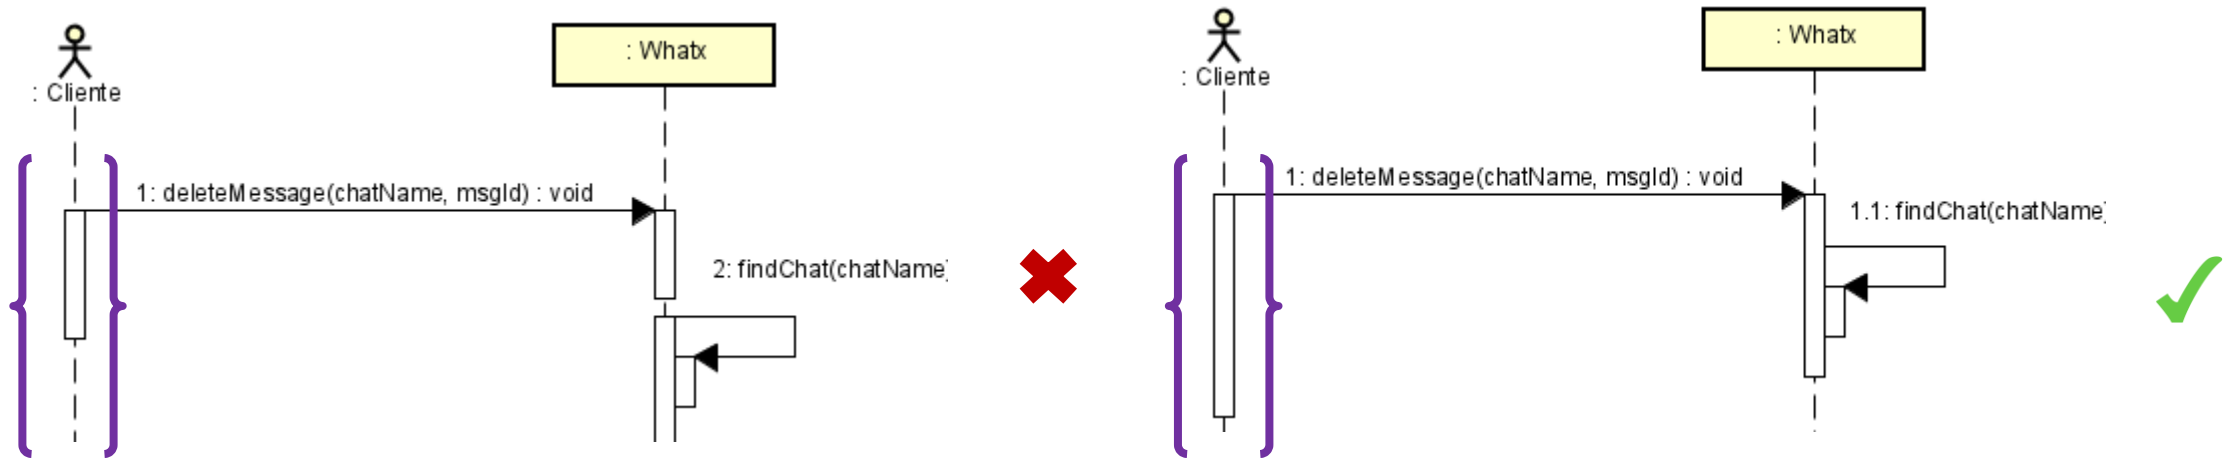 : Cliente
: Whatx
1: deleteMessage(chatName, msgId) : void
2: findChat(chatName)
: Cliente
: Whatx
1: deleteMessage(chatName, msgId) : void
1.1: findChat(chatName)